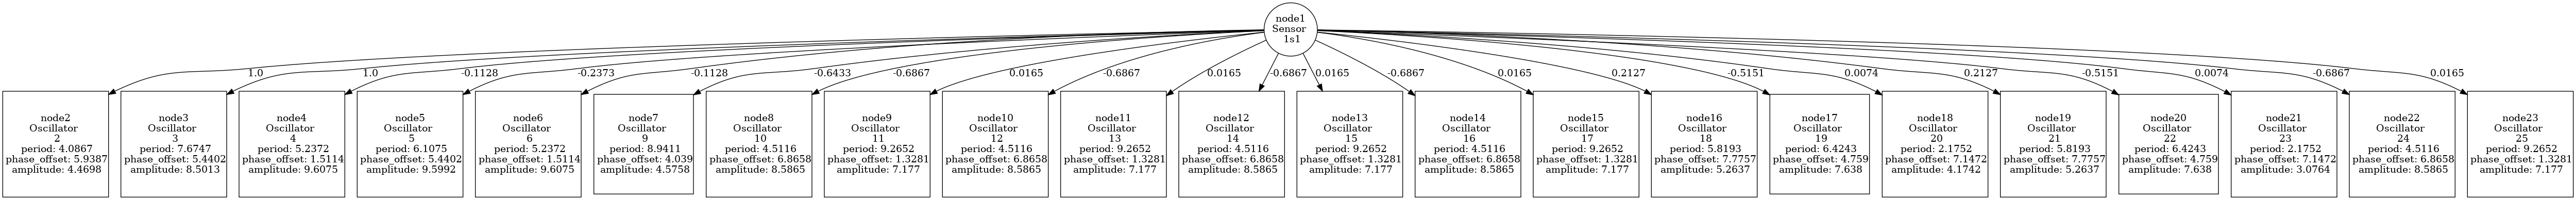 node1
Sensor
1s1
1.0
1.0
-0.1128
-0.2373
-0.1128
-0.6433
-0.6867
0.0165
-0.6867
0.0165
-0.6867
0.0165
-0.6867
0.0165
0.2127
-0.5151
0.0074
0.2127
-0.5151
0.0074
-0.6867
0.0165
node2
Oscillator
2
period: 4.0867
phase_offset: 5.9387
amplitude: 4.4698
node3
Oscillator
3
period: 7.6747
phase_offset: 5.4402
amplitude: 8.5013
node4
Oscillator
4
period: 5.2372
phase_offset: 1.5114
amplitude: 9.6075
node5
Oscillator
5
period: 6.1075
phase_offset: 5.4402
amplitude: 9.5992
node6
Oscillator
6
period: 5.2372
phase_offset: 1.5114
amplitude: 9.6075
node7
Oscillator
9
period: 8.9411
phase_offset: 4.039
amplitude: 4.5758
node8
Oscillator
10
period: 4.5116
phase_offset: 6.8658
amplitude: 8.5865
node9
Oscillator
11
period: 9.2652
phase_offset: 1.3281
amplitude: 7.177
node10
Oscillator
12
period: 4.5116
phase_offset: 6.8658
amplitude: 8.5865
node11
Oscillator
13
period: 9.2652
phase_offset: 1.3281
amplitude: 7.177
node12
Oscillator
14
period: 4.5116
phase_offset: 6.8658
amplitude: 8.5865
node13
Oscillator
15
period: 9.2652
phase_offset: 1.3281
amplitude: 7.177
node14
Oscillator
16
period: 4.5116
phase_offset: 6.8658
amplitude: 8.5865
node15
Oscillator
17
period: 9.2652
phase_offset: 1.3281
amplitude: 7.177
node16
Oscillator
18
period: 5.8193
phase_offset: 7.7757
amplitude: 5.2637
node17
Oscillator
19
period: 6.4243
phase_offset: 4.759
amplitude: 7.638
node18
Oscillator
20
period: 2.1752
phase_offset: 7.1472
amplitude: 4.1742
node19
Oscillator
21
period: 5.8193
phase_offset: 7.7757
amplitude: 5.2637
node20
Oscillator
22
period: 6.4243
phase_offset: 4.759
amplitude: 7.638
node21
Oscillator
23
period: 2.1752
phase_offset: 7.1472
amplitude: 3.0764
node22
Oscillator
24
period: 4.5116
phase_offset: 6.8658
amplitude: 8.5865
node23
Oscillator
25
period: 9.2652
phase_offset: 1.3281
amplitude: 7.177